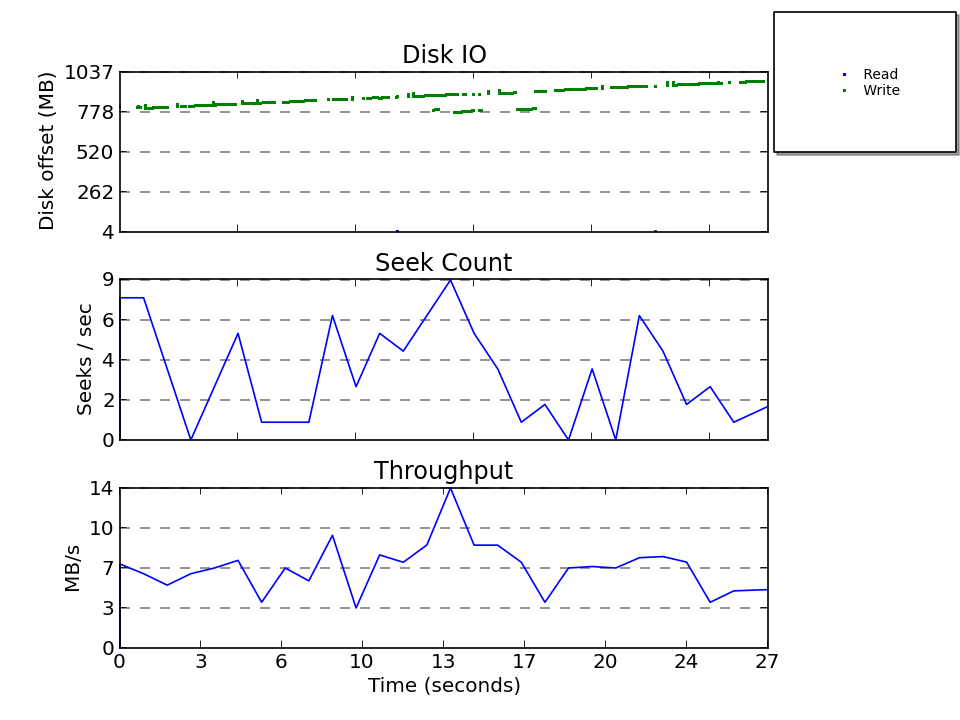 Disk IO
Read
Write
Disk offset (MB)
1037
778
520
262
4
Seek Count
Seeks / sec
9
6
4
2
0
Throughput
MB/s
14
10
7
3
0
0 3 6 10 13 17 20 24 27
Time (seconds)